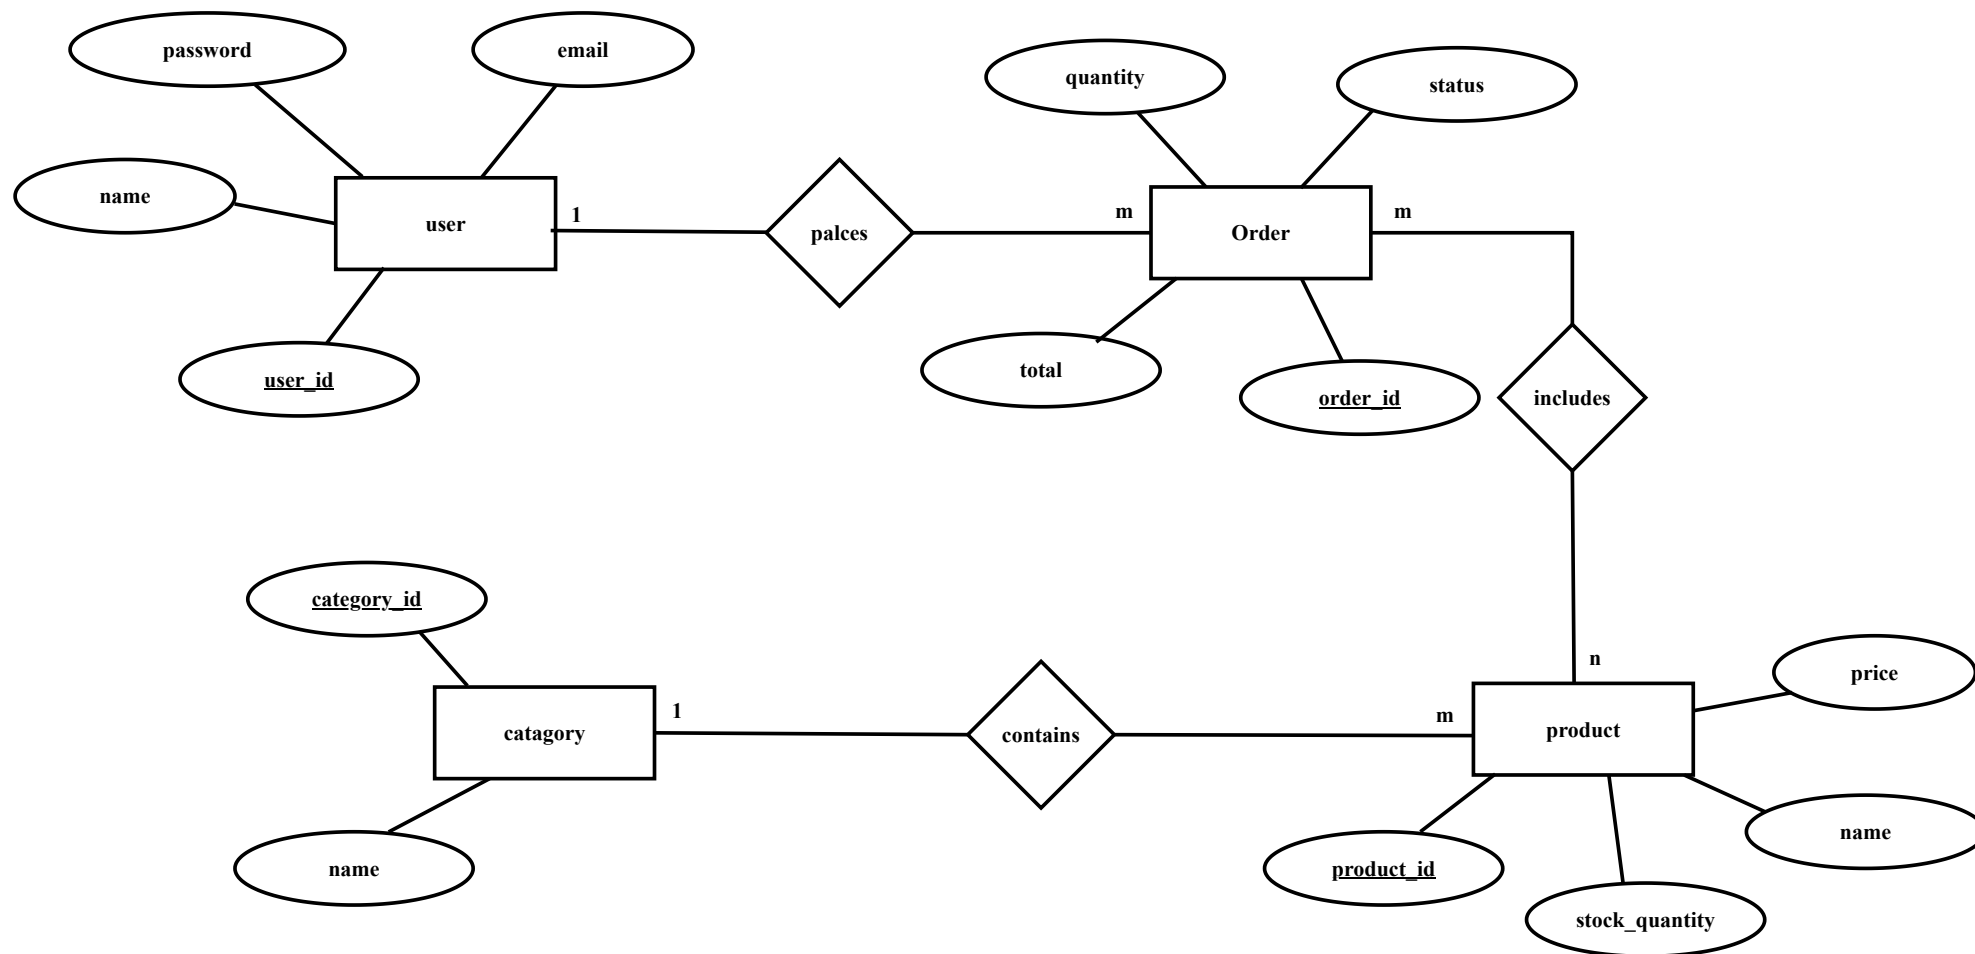 password
email
quantity
status
name
user
1
palces
m
Order
m
total
user_id
order_id
includes
category_id
n
price
catagory
1
contains
m
product
name
name
product_id
stock_quantity